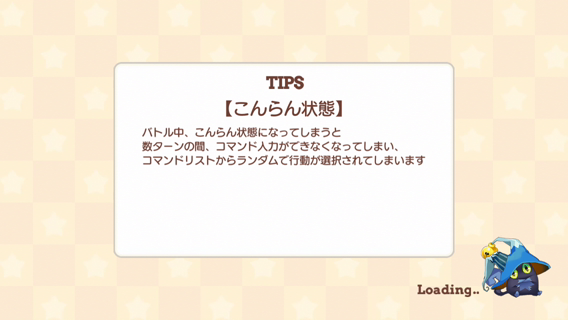 TIPS
【こんらん状態】
バトル中、こんらん状態になってしまうと
数ターンの間、コマンド入力ができなくなってしまい、
コマンドリストからランダムで行動が選択されてしまいます
Loading..